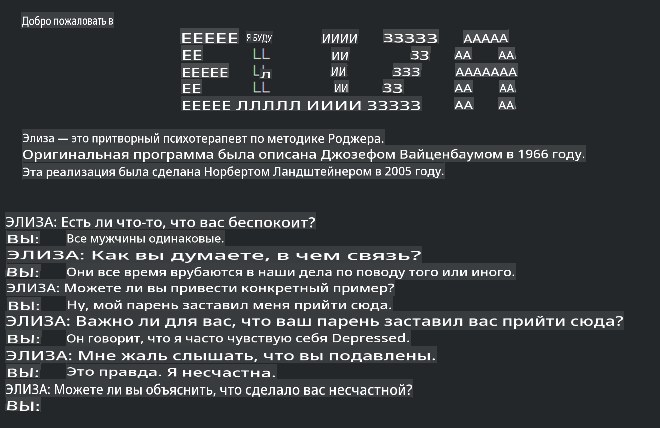 Добро пожаловать в
ЕЕЕЕЕ Я БУДУ ИИИИ ЗЗЗЗЗ ААААА
ЕЕ LL ИИ ЗЗ АА АА
ЕЕЕЕЕ Lл ИИ ЗЗЗ ААААААА
ЕЕ LL ИИ ЗЗ АА АА
ЕЕЕЕЕ ЛЛЛЛЛ ИИИИ ЗЗЗЗЗ АА АА
Элиза — это притворный психотерапевт по методике Роджера.
Оригинальная программа была описана Джозефом Вайценбаумом в 1966 году.
Эта реализация была сделана Норбертом Ландштейнером в 2005 году.
ЭЛИЗА: Есть ли что-то, что вас беспокоит?
ВЫ: Все мужчины одинаковые.
ЭЛИЗА: Как вы думаете, в чем связь?
ВЫ: Они все время врубаются в наши дела по поводу того или иного.
ЭЛИЗА: Можете ли вы привести конкретный пример?
ВЫ: Ну, мой парень заставил меня прийти сюда.
ЭЛИЗА: Важно ли для вас, что ваш парень заставил вас прийти сюда?
ВЫ: Он говорит, что я часто чувствую себя Depressed.
ЭЛИЗА: Мне жаль слышать, что вы подавлены.
ВЫ: Это правда. Я несчастна.
ЭЛИЗА: Можете ли вы объяснить, что сделало вас несчастной?
ВЫ: